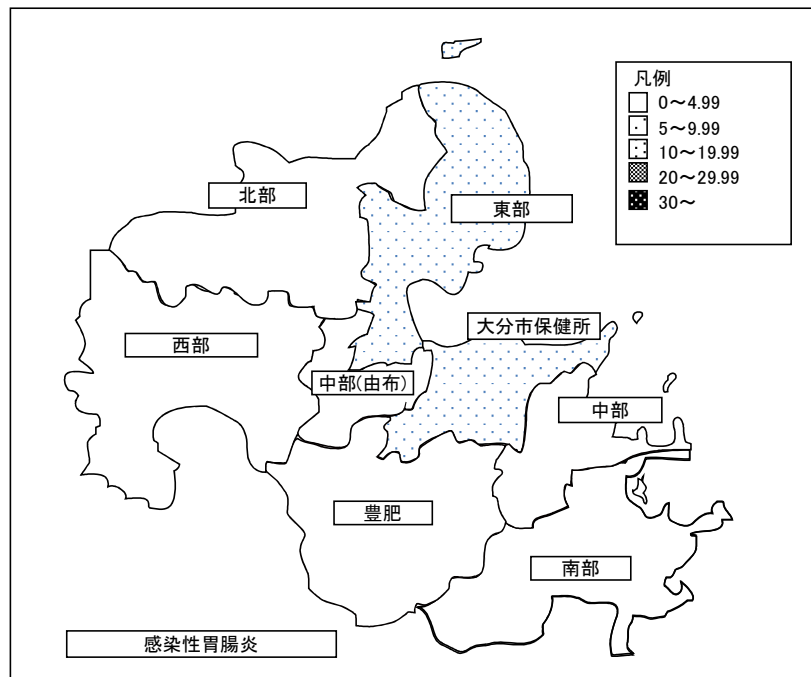 凡例
0～4.99
5～9.99
10～19.99
20～29.99
30～
北部
東部
大分市保健所
西部
中部(由布)
中部
豊肥
南部
感染性胃腸炎